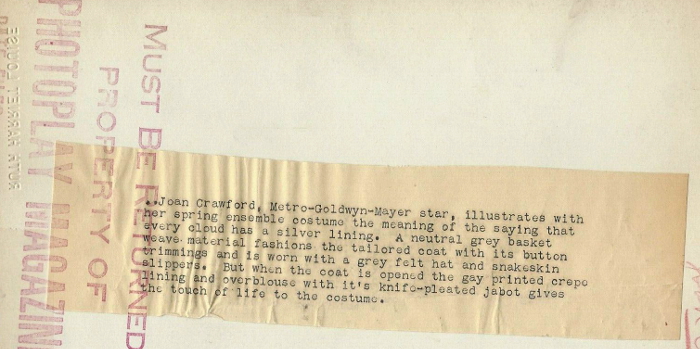 ..Joan Crawford, Metro-Goldwyn-Mayer star, illustrates with
her spring ensemble costume the meaning of the saying that
every cloud has a silver lining. A neutral grey basket
weave material fashions the tailored coat with its button
trimmings and is worn with a grey felt hat and snakeskin
slippers. But when the coat is opened the gay printed crepe
lining and overblouse with it's knife-pleated jabot gives
the touch of life to the costume.
MUST BE RETURNED
PROPERTY OF
PHOTOPLAY MAGAZIN
RUTH HARRIET LOUISE